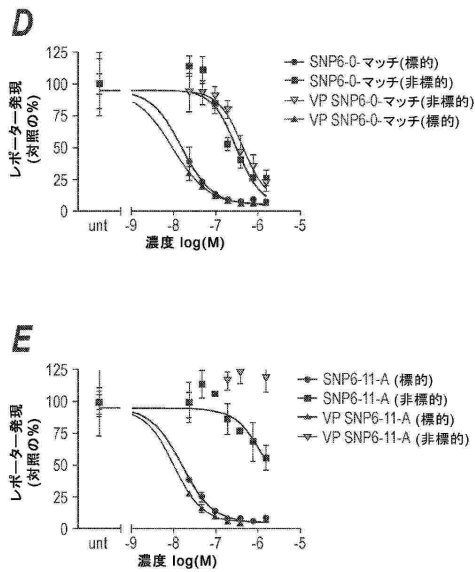 D
レポーター発現
(対照の%)
125
100
75
50
25
0
unt
-9
-8
-7
-6
-5
濃度 log(M)
SNP6-0-マッチ(標的)
SNP6-0-マッチ(非標的)
VP SNP6-0-マッチ(非標的)
VP SNP6-0-マッチ(標的)
E
レポーター発現
(対照の%)
125
100
75
50
25
0
unt
-9
-8
-7
-6
-5
濃度 log(M)
SNP6-11-A (標的)
SNP6-11-A (非標的)
VP SNP6-11-A (標的)
VP SNP6-11-A (非標的)